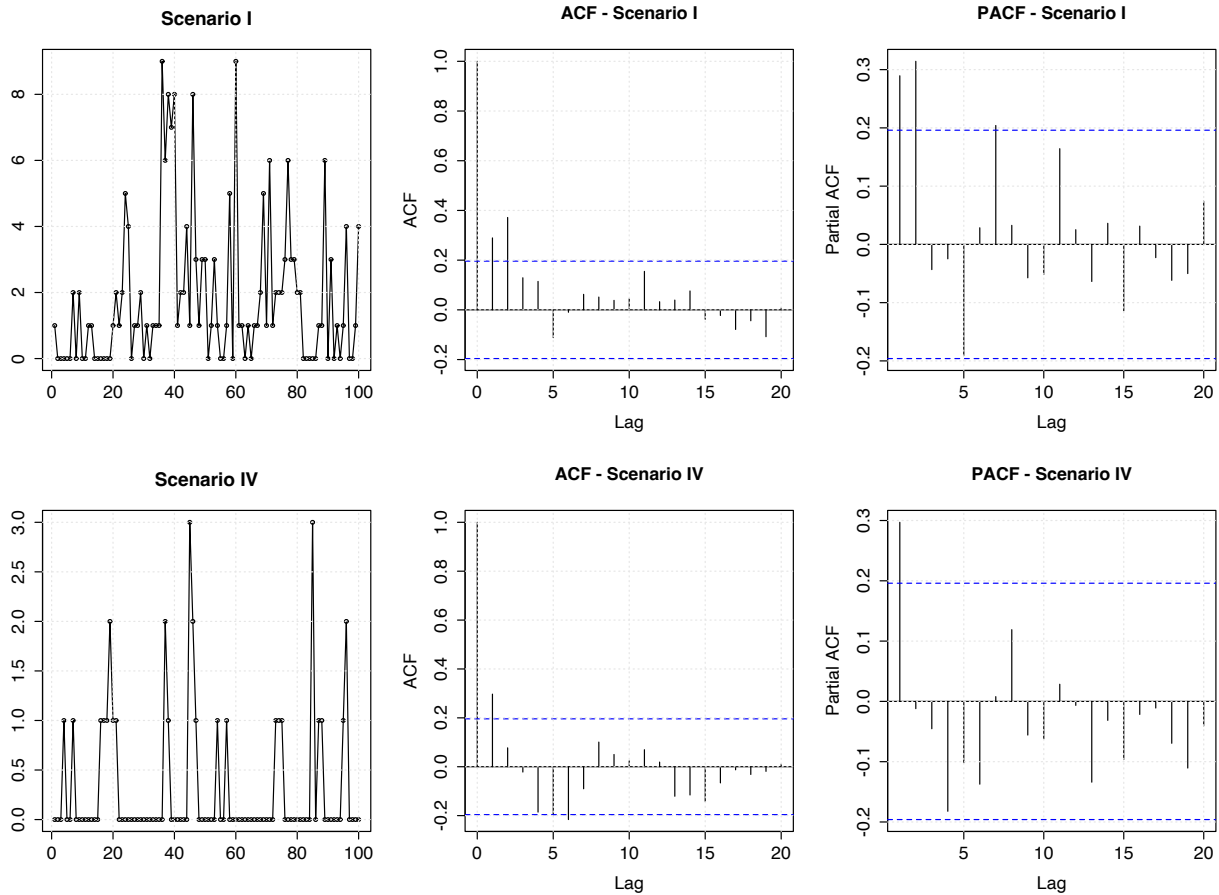 Scenario I
ACF - Scenario I
PACF - Scenario I
0 2 4 6 8
0 20 40 60 80 100
ACF
-0.2 0.0 0.2 0.4 0.6 0.8 1.0
0 5 10 15 20
Lag
Partial ACF
-0.2 -0.1 0.0 0.1 0.2 0.3
5 10 15 20
Lag
Scenario IV
ACF - Scenario IV
PACF - Scenario IV
0.0 0.5 1.0 1.5 2.0 2.5 3.0
0 20 40 60 80 100
ACF
-0.2 0.0 0.2 0.4 0.6 0.8 1.0
0 5 10 15 20
Lag
Partial ACF
-0.2 -0.1 0.0 0.1 0.2 0.3
5 10 15 20
Lag